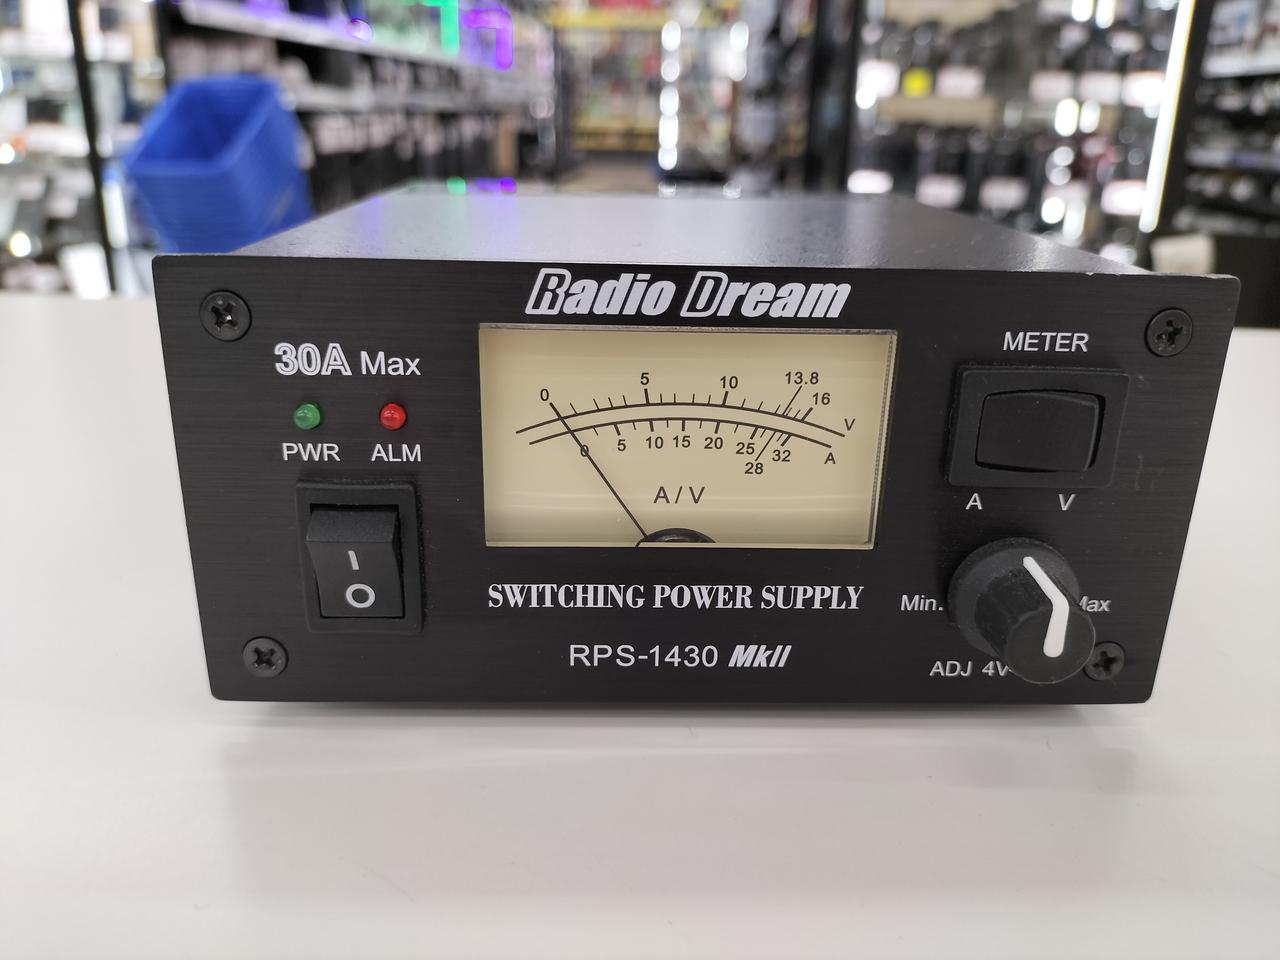 Radio Dream
30A Max
PWR ALM
I
O
0 5 10 13.8 16 V
0 5 10 15 20 25 28 32 A
A/V
METER
A V
SWITCHING POWER SUPPLY
RPS-1430 MkII
Min.
ADJ 4V